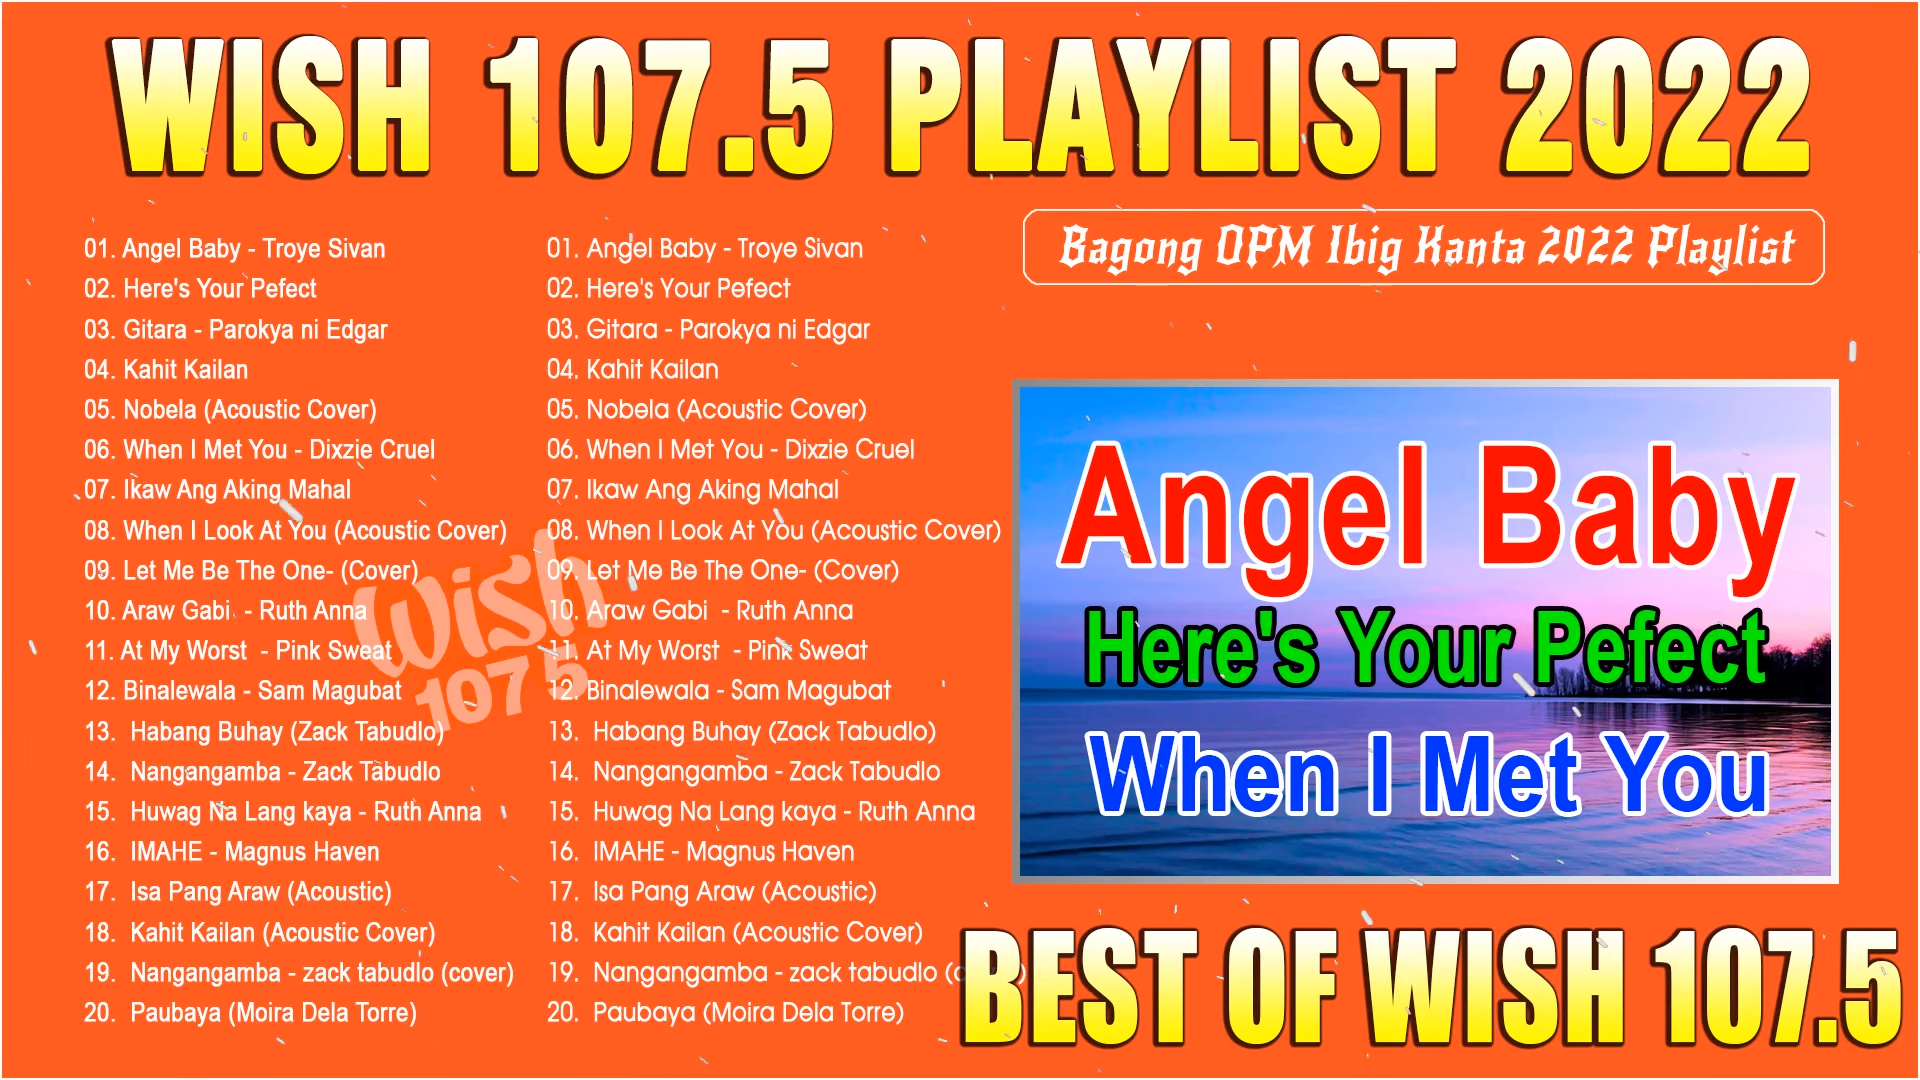 WISH 107.5 PLAYLIST 2022
01. Angel Baby - Troye Sivan
02. Here's Your Pefect
03. Gitara - Parokya ni Edgar
04. Kahit Kailan
05. Nobela (Acoustic Cover)
06. When I Met You - Dixzie Cruel
07. Ikaw Ang Aking Mahal
08. When I Look At You (Acoustic Cover)
09. Let Me Be The One- (Cover)
10. Araw Gabi - Ruth Anna
11. At My Worst - Pink Sweat
12. Binalewala - Sam Magubat
13. Habang Buhay (Zack Tabudlo)
14. Nangangamba - Zack Tabudlo
15. Huwag Na Lang kaya - Ruth Anna
16. IMAHE - Magnus Haven
17. Isa Pang Araw (Acoustic)
18. Kahit Kailan (Acoustic Cover)
19. Nangangamba - zack tabudlo (cover)
20. Paubaya (Moira Dela Torre)
wish
107 5
01. Angel Baby - Troye Sivan
02. Here's Your Pefect
03. Gitara - Parokya ni Edgar
04. Kahit Kailan
05. Nobela (Acoustic Cover)
06. When I Met You - Dixzie Cruel
07. Ikaw Ang Aking Mahal
08. When I Look At You (Acoustic Cover)
09. Let Me Be The One- (Cover)
10. Araw Gabi - Ruth Anna
11. At My Worst - Pink Sweat
12. Binalewala - Sam Magubat
13. Habang Buhay (Zack Tabudlo)
14. Nangangamba - Zack Tabudlo
15. Huwag Na Lang kaya - Ruth Anna
16. IMAHE - Magnus Haven
17. Isa Pang Araw (Acoustic)
18. Kahit Kailan (Acoustic Cover)
19. Nangangamba - zack tabudlo
20. Paubaya (Moira Dela Torre)
Bagong OPM Ibig Kanta 2022 Playlist
Angel Baby
Here's Your Pefect
When I Met You
BEST OF WISH 107.5